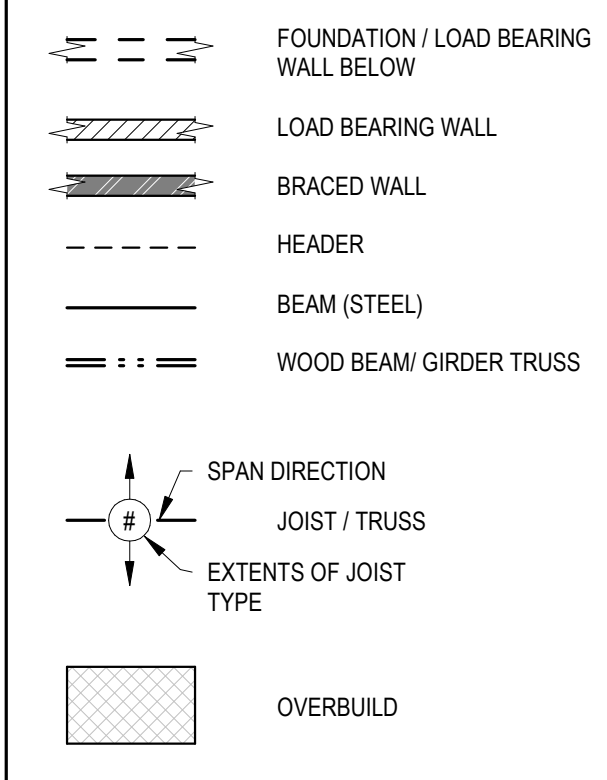 FOUNDATION / LOAD BEARING
WALL BELOW
LOAD BEARING WALL
BRACED WALL
HEADER
BEAM (STEEL)
WOOD BEAM/ GIRDER TRUSS
SPAN DIRECTION
#
JOIST / TRUSS
EXTENTS OF JOIST
TYPE
OVERBUILD